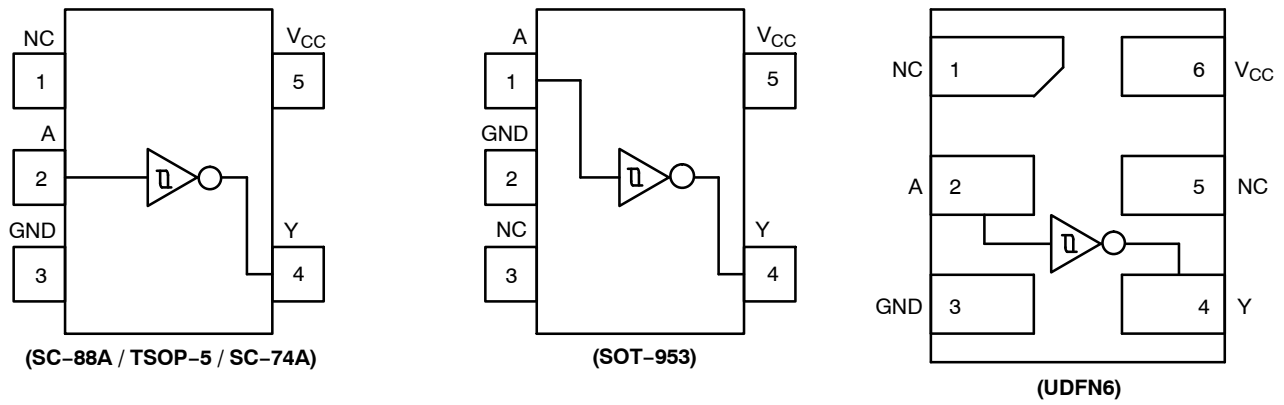 NC
1
A
2
GND
3
V_CC
5
Y
4
(SC–88A / TSOP–5 / SC–74A)
A
1
GND
2
NC
3
V_CC
5
Y
4
(SOT–953)
NC 1
6 V_CC
A 2
5 NC
GND 3
4 Y
(UDFN6)